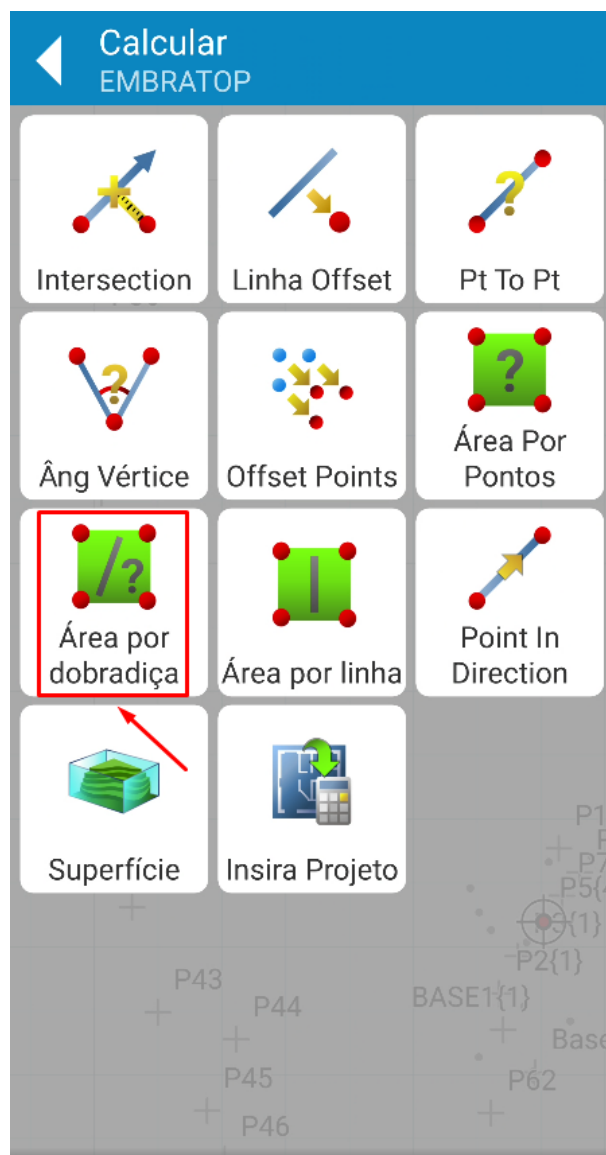 Calcular
EMBRATOP
Intersection
Linha Offset
Pt To Pt
Âng Vértice
Offset Points
Área Por
Pontos
Área por
dobradiça
Área por linha
Point In
Direction
Superfície
Insira Projeto
P2{1}
P43
P44
BASE1{1}
P45
P62
P46